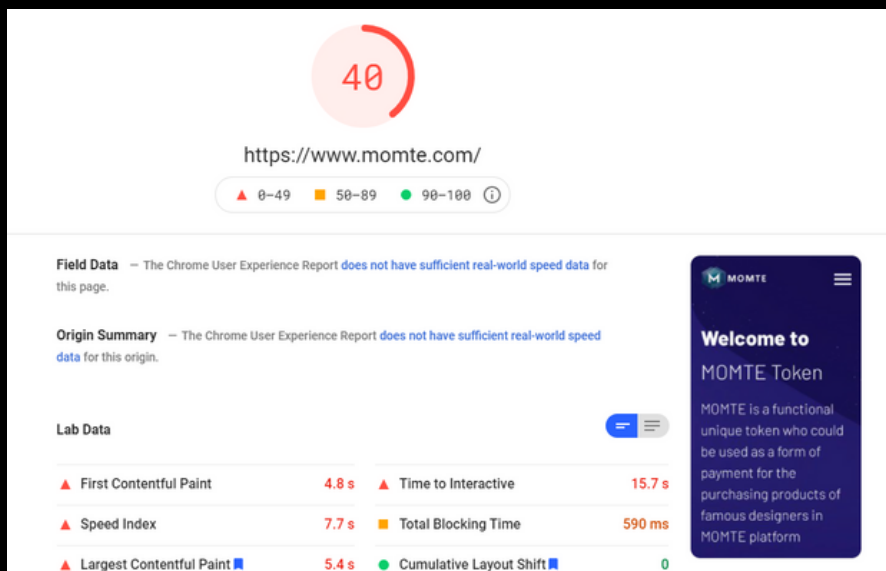 40
https://www.momte.com/
0–49 50–89 90–100
Field Data — The Chrome User Experience Report does not have sufficient real-world speed data for
this page.
Origin Summary — The Chrome User Experience Report does not have sufficient real-world speed
data for this origin.
Lab Data
First Contentful Paint 4.8 s Time to Interactive 15.7 s
Speed Index 7.7 s Total Blocking Time 590 ms
Largest Contentful Paint 5.4 s Cumulative Layout Shift 0
M MOMTE
Welcome to
MOMTE Token
MOMTE is a functional
unique token who could
be used as a form of
payment for the
purchasing products of
famous designers in
MOMTE platform